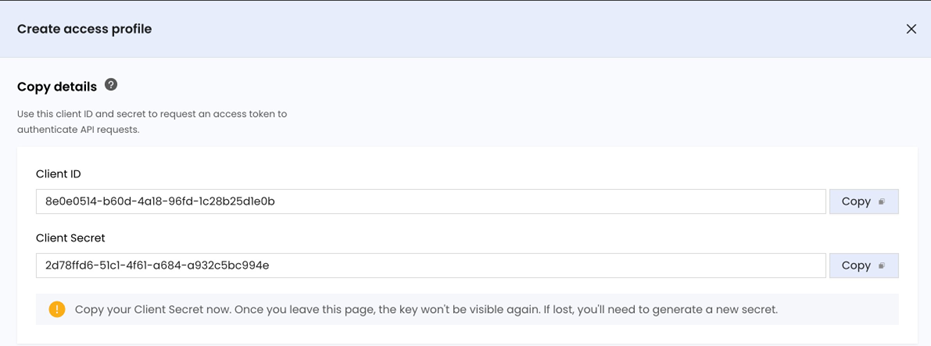 Create access profile
Copy details ?
Use this client ID and secret to request an access token to
authenticate API requests.
Client ID
8e0e0514-b60d-4a18-96fd-1c28b25d1e0b
Copy
Client Secret
2d78ffd6-51c1-4f61-a684-a932c5bc994e
Copy
! Copy your Client Secret now. Once you leave this page, the key won't be visible again. If lost, you'll need to generate a new secret.